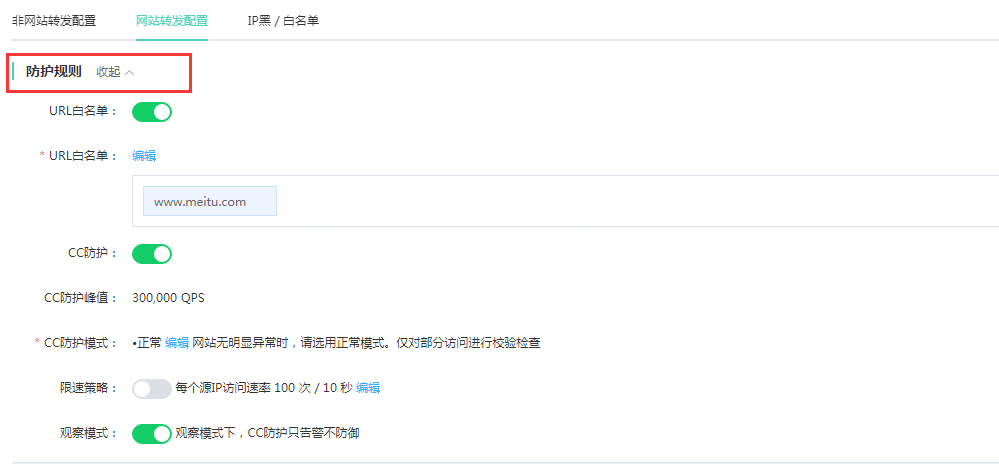 非网站转发配置 网站转发配置 IP黑 / 白名单
防护规则 收起
URL白名单：
* URL白名单： 编辑
www.meitu.com
CC防护：
CC防护峰值： 300,000 QPS
* CC防护模式： •正常 编辑 网站无明显异常时，请选用正常模式。仅对部分访问进行校验检查
限速策略： 每个源IP访问速率 100 次 / 10 秒 编辑
观察模式： 观察模式下，CC防护只告警不防御